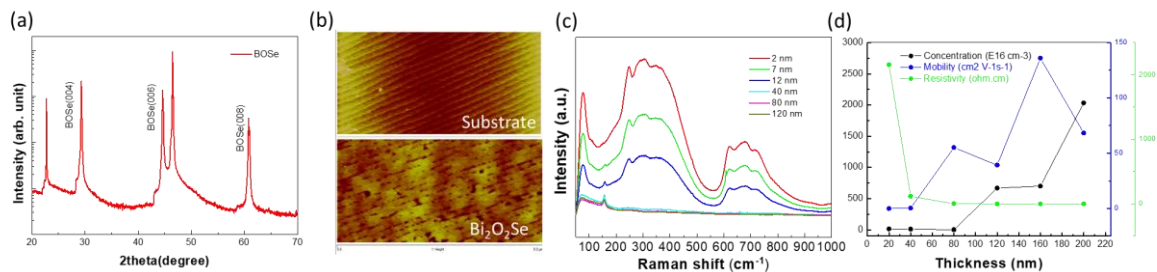 (a)
BOSe
BOSe(004)
BOSe(006)
BOSe(008)
Intensity (arb. unit)
20 30 40 50 60 70
2theta(degree)
(b)
Substrate
Bi₂O₂Se
(c)
2 nm
7 nm
12 nm
40 nm
80 nm
120 nm
Intensity (a.u.)
100 200 300 400 500 600 700 800 900 1000
Raman shift (cm⁻¹)
(d)
Concentration (E16 cm-3)
Mobility (cm2 V-1s-1)
Resistivity (ohm.cm)
3000
2500
2000
1500
1000
500
0
150
100
50
0
2000
1000
0
0 20 40 60 80 100 120 140 160 180 200 220
Thickness (nm)